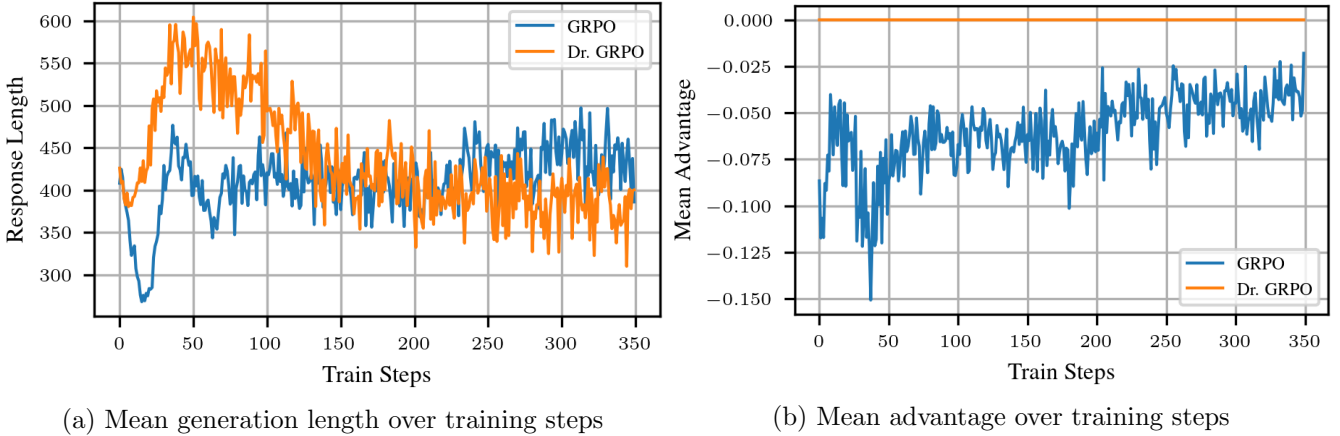 600
550
500
450
400
350
300
Response Length
GRPO
Dr. GRPO
0 50 100 150 200 250 300 350
Train Steps
(a) Mean generation length over training steps
0.000
−0.025
−0.050
−0.075
−0.100
−0.125
−0.150
Mean Advantage
GRPO
Dr. GRPO
0 50 100 150 200 250 300 350
Train Steps
(b) Mean advantage over training steps